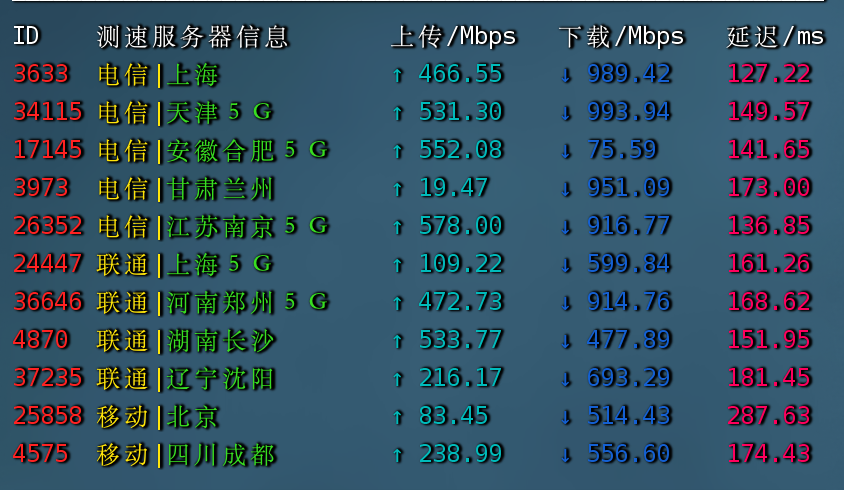 ID 测速服务器信息 上传/Mbps 下载/Mbps 延迟/ms
3633 电信|上海 ↑ 466.55 ↓ 989.42 127.22
34115 电信|天津5G ↑ 531.30 ↓ 993.94 149.57
17145 电信|安徽合肥5G ↑ 552.08 ↓ 75.59 141.65
3973 电信|甘肃兰州 ↑ 19.47 ↓ 951.09 173.00
26352 电信|江苏南京5G ↑ 578.00 ↓ 916.77 136.85
24447 联通|上海5G ↑ 109.22 ↓ 599.84 161.26
36646 联通|河南郑州5G ↑ 472.73 ↓ 914.76 168.62
4870 联通|湖南长沙 ↑ 533.77 ↓ 477.89 151.95
37235 联通|辽宁沈阳 ↑ 216.17 ↓ 693.29 181.45
25858 移动|北京 ↑ 83.45 ↓ 514.43 287.63
4575 移动|四川成都 ↑ 238.99 ↓ 556.60 174.43